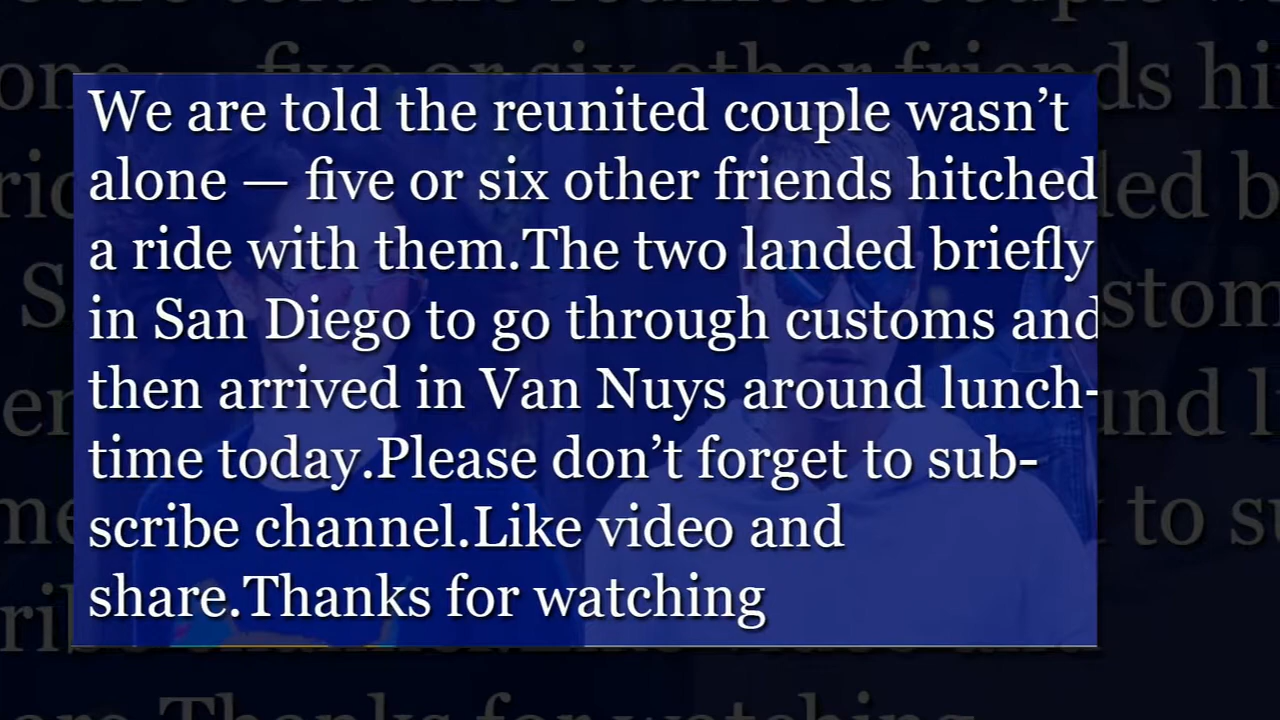 We are told the reunited couple wasn’t
alone — five or six other friends hitched
a ride with them.The two landed briefly
in San Diego to go through customs and
then arrived in Van Nuys around lunch-
time today.Please don’t forget to sub-
scribe channel.Like video and
share.Thanks for watching